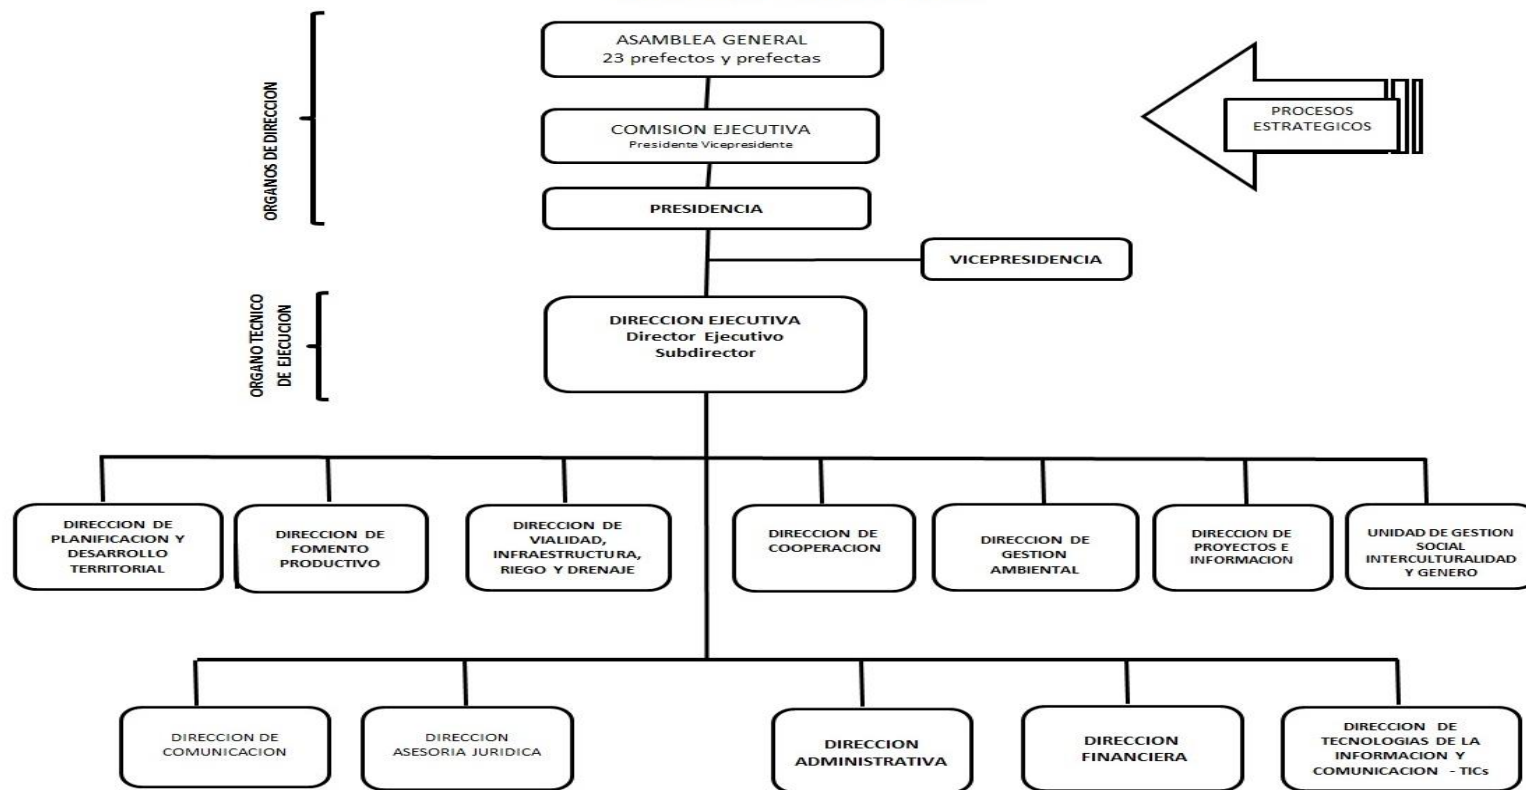 ASAMBLEA GENERAL
23 prefectos y prefectas
COMISION EJECUTIVA
Presidente Vicepresidente
PRESIDENCIA
ORGANOS DE DIRECCION
PROCESOS
ESTRATEGICOS
VICEPRESIDENCIA
DIRECCION EJECUTIVA
Director Ejecutivo
Subdirector
ORGANO TECNICO
DE EJECUCION
DIRECCION DE
PLANIFICACION Y
DESARROLLO
TERRITORIAL
DIRECCION DE
FOMENTO
PRODUCTIVO
DIRECCION DE
VIALIDAD,
INFRAESTRUCTURA,
RIEGO Y DRENAJE
DIRECCION DE
COOPERACION
DIRECCION DE
GESTION
AMBIENTAL
DIRECCION DE
PROYECTOS E
INFORMACION
UNIDAD DE GESTION
SOCIAL
INTERCULTURALIDAD
Y GENERO
DIRECCION DE
COMUNICACION
DIRECCION
ASESORIA JURIDICA
DIRECCION
ADMINISTRATIVA
DIRECCION
FINANCIERA
DIRECCION DE
TECNOLOGIAS DE LA
INFORMACION Y
COMUNICACION - TICs